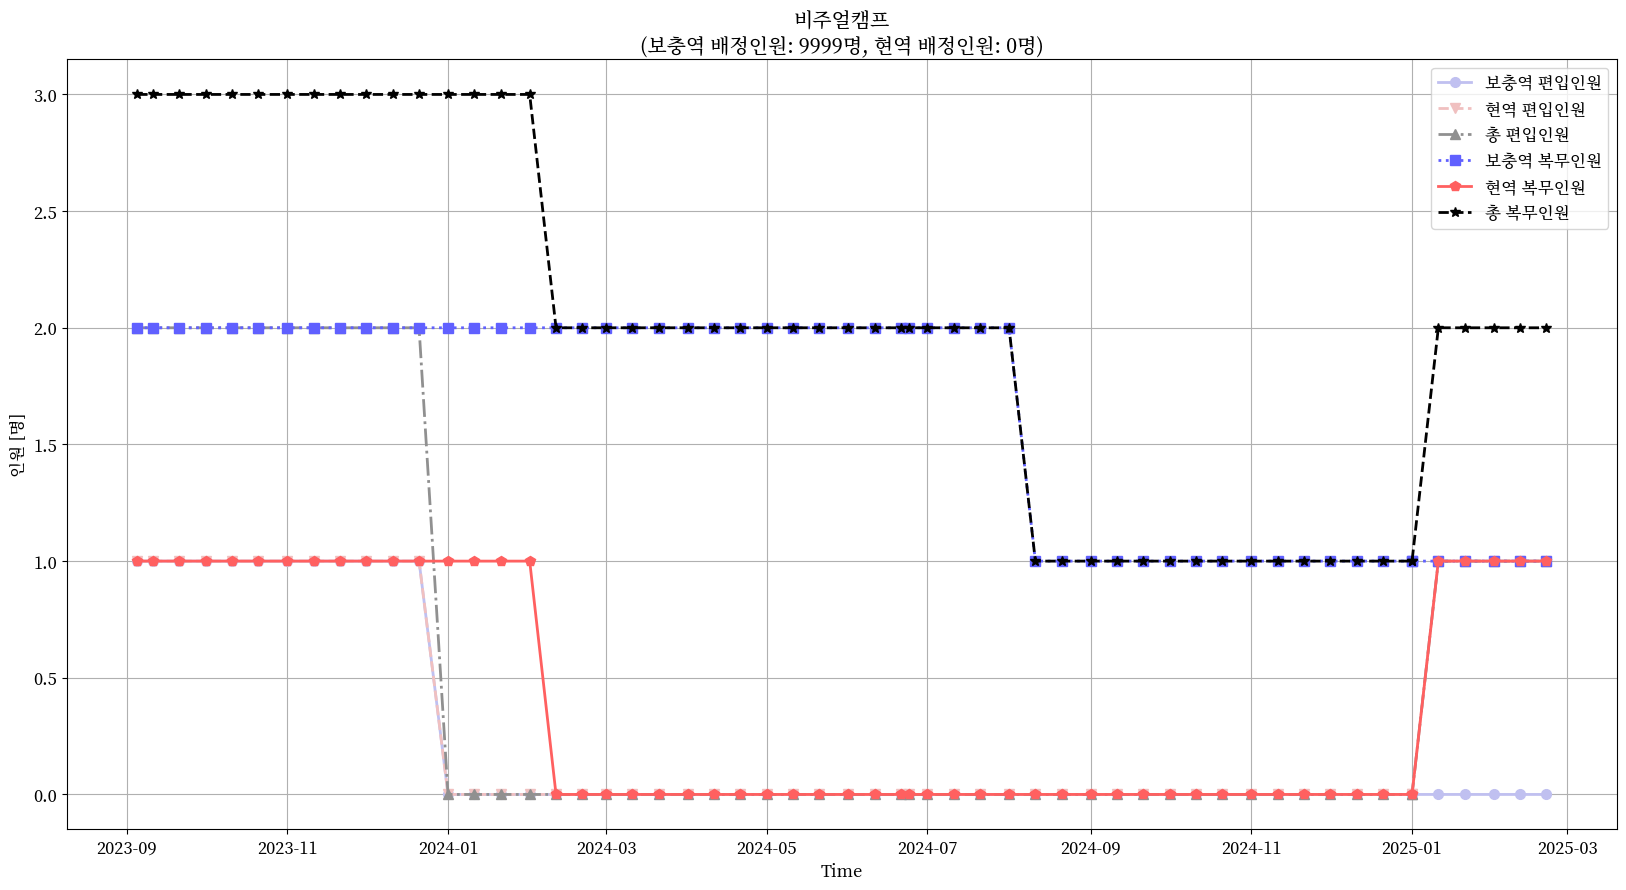 비주얼캠프
(보충역 배정인원: 9999명, 현역 배정인원: 0명)
보충역 편입인원
현역 편입인원
총 편입인원
보충역 복무인원
현역 복무인원
총 복무인원
인원 [명]
3.0
2.5
2.0
1.5
1.0
0.5
0.0
2023-09
2023-11
2024-01
2024-03
2024-05
2024-07
2024-09
2024-11
2025-01
2025-03
Time